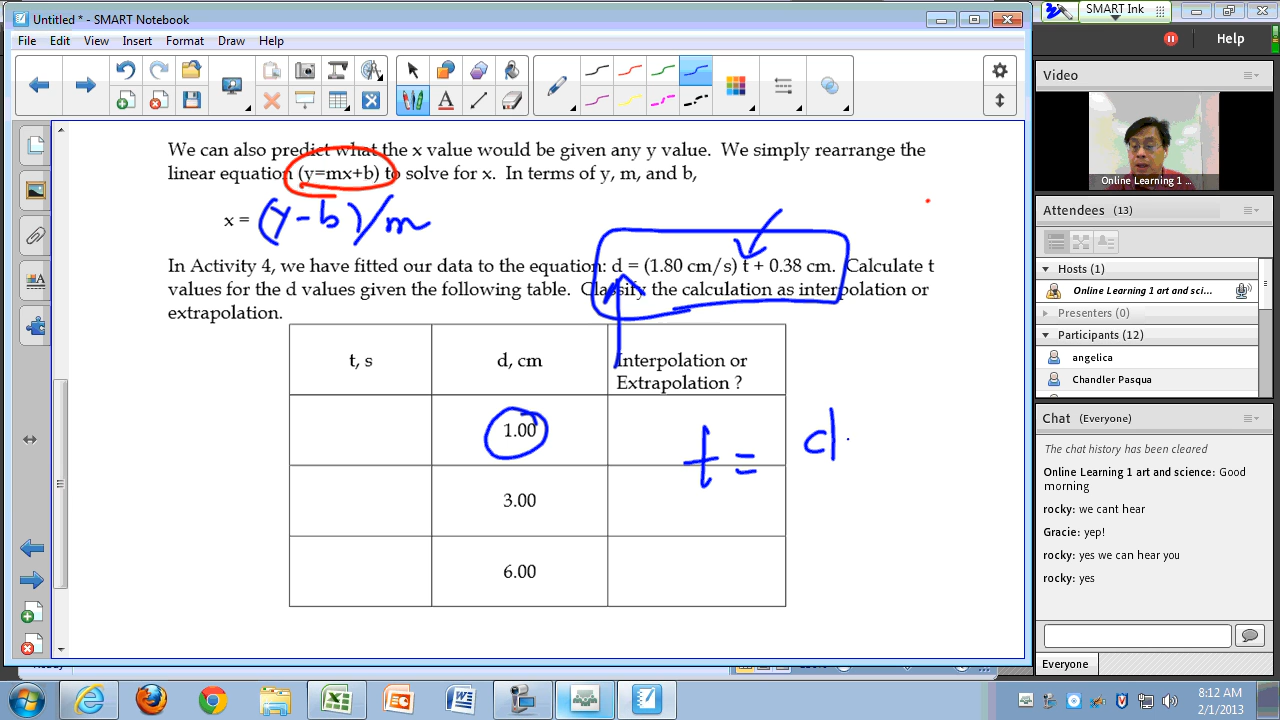 Untitled * - SMART Notebook
SMART Ink
File Edit View Insert Format Draw Help
Help
Video
Online Learning 1 ...
We can also predict what the x value would be given any y value. We simply rearrange the
linear equation (y=mx+b) to solve for x. In terms of y, m, and b,
x = (y-b)/m
In Activity 4, we have fitted our data to the equation: d = (1.80 cm/s) t + 0.38 cm. Calculate t
values for the d values given the following table. Classify the calculation as interpolation or
extrapolation.
t, s d, cm Interpolation or
Extrapolation ?
1.00
t = d
3.00
6.00
Attendees (13)
Hosts (1)
Online Learning 1 art and sci...
Presenters (0)
Participants (12)
angelica
Chandler Pasqua
Chat (Everyone)
The chat history has been cleared
Online Learning 1 art and science: Good
morning
rocky: we cant hear
Gracie: yep!
rocky: yes we can hear you
rocky: yes
Everyone
8:12 AM
2/1/2013